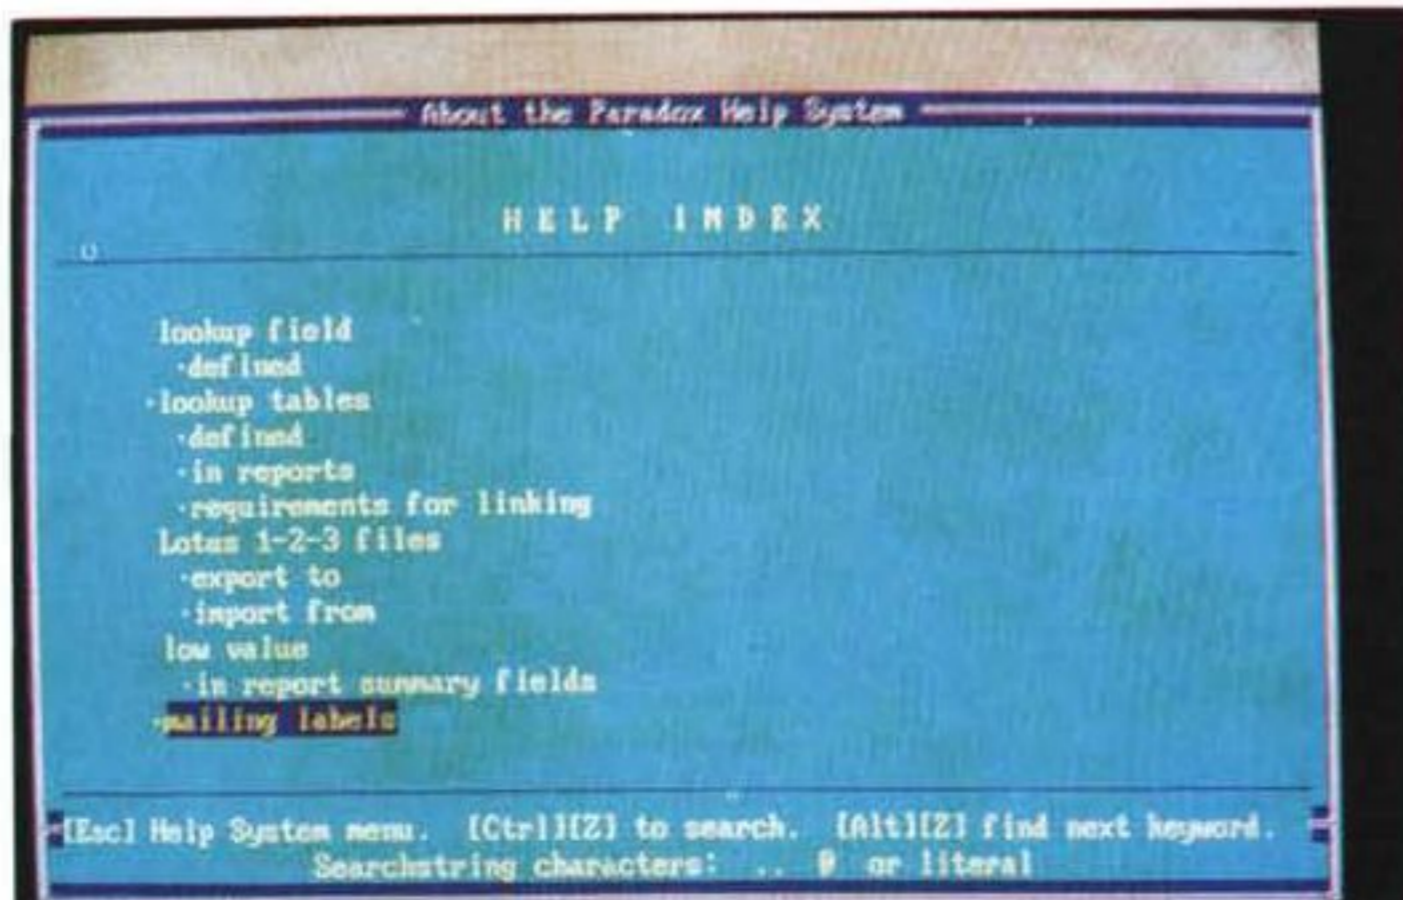 About the Paradox Help System
HELP INDEX
lookup field
·defined
·lookup tables
·defined
·in reports
·requirements for linking
Lotus 1-2-3 files
·export to
·import from
low value
·in report summary fields
·mailing labels
[Esc] Help System menu. [Ctrl][Z] to search. [Alt][Z] find next keyword.
Searchstring characters: .. @ or literal